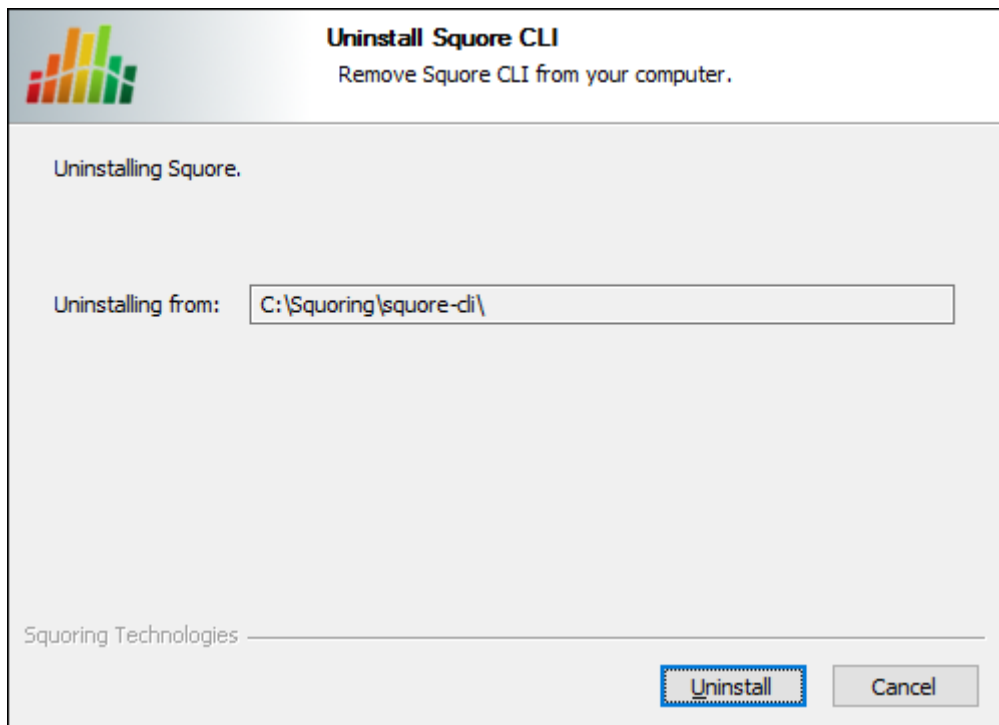 Uninstall Squore CLI
Remove Squore CLI from your computer.
Uninstalling Squore.
Uninstalling from: C:\Squoring\squore-cli\
Squoring Technologies
Uninstall Cancel